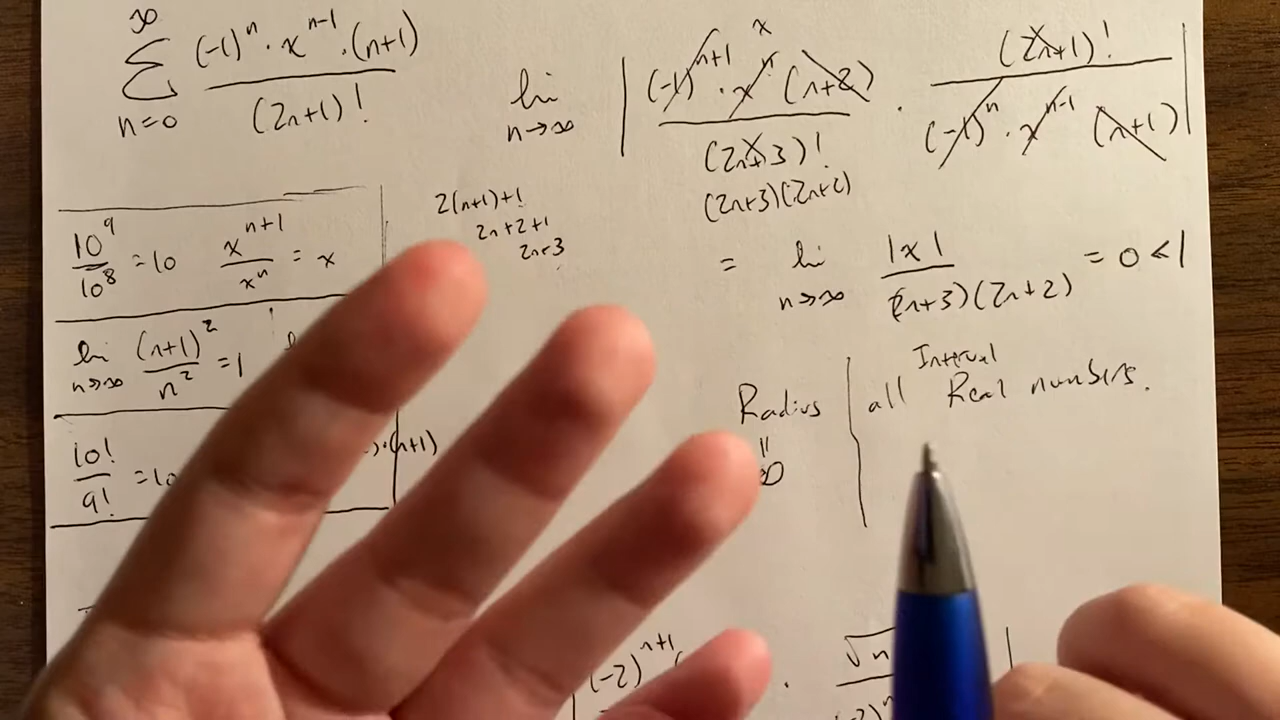 ∞
Σ (-1)^n · x^{n-1} · (n+1) / (2n+1)!
n=0
lim n→∞ | (-1)^{n+1} · x^n (n+2) / (2n+3)! · (2n+1)! / (-1)^n · x^{n-1} (n+1) |
x
(2n+3)(2n+2)
10^9 / 10^8 = 10 x^{n+1} / x^n = x
2(n+1)+1
2n+2+1
2n+3
= lim n→∞ |x| / (2n+3)(2n+2) = 0 < 1
lim n→∞ (n+1)^2 / n^2 = 1
Interval
Radius | all Real numbers.
10! / 9! = 10 ·(n+1)
(-2)^{n+1} · √n